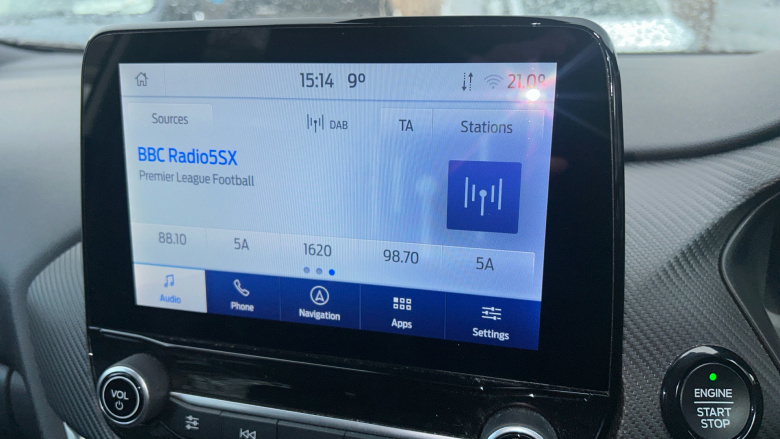 15:14 9° 21.0°
Sources DAB TA Stations
BBC Radio5SX
Premier League Football
88.10 5A 1620 98.70 5A
Audio Phone Navigation Apps Settings
VOL
ENGINE
START
STOP